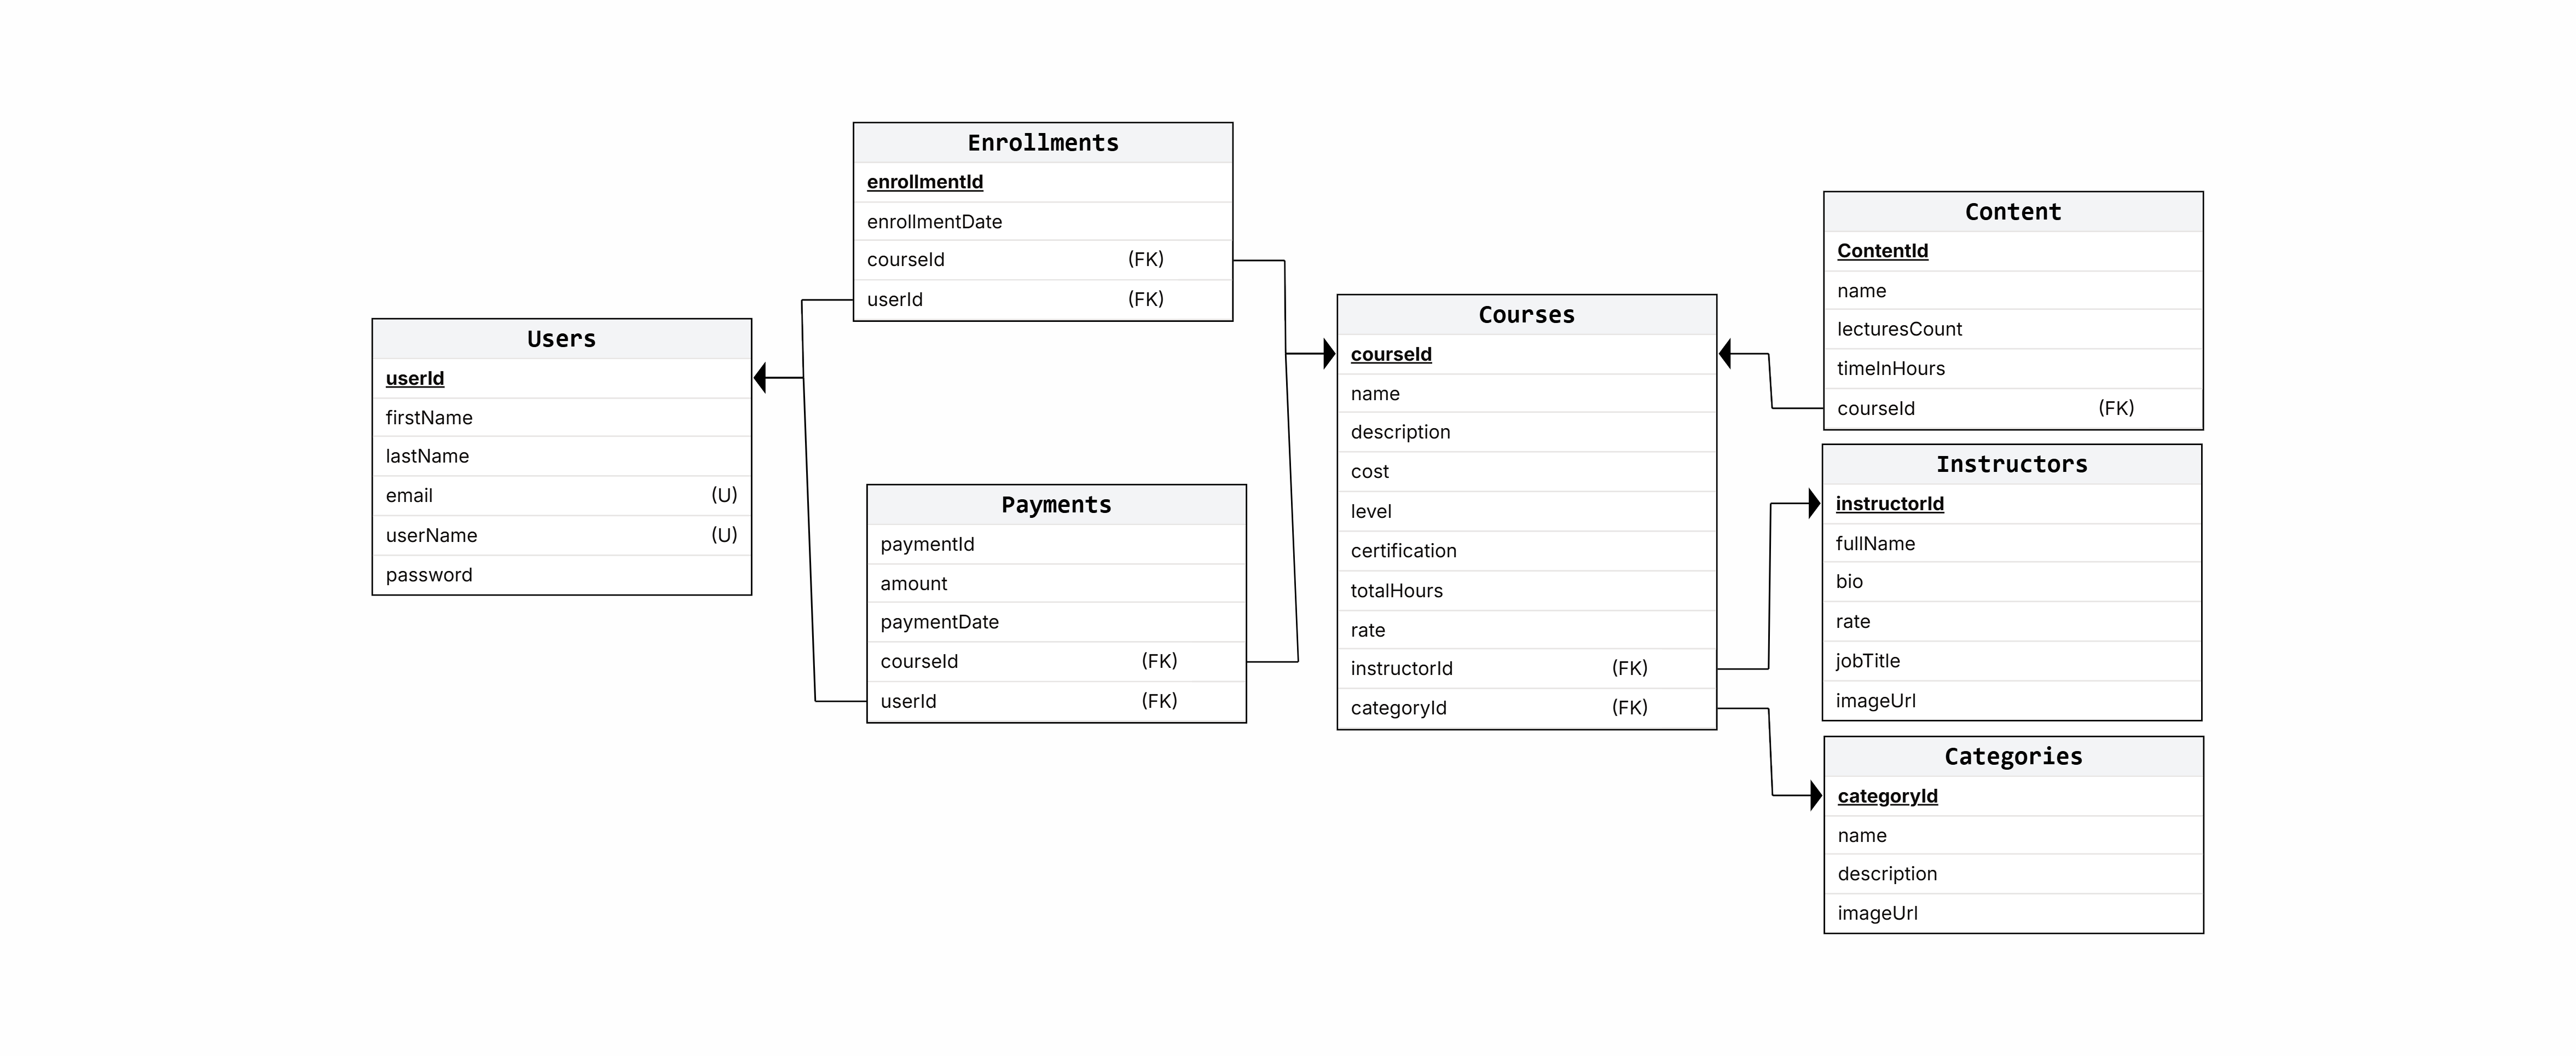 Enrollments
enrollmentId
enrollmentDate
courseId (FK)
userId (FK)
Users
userId
firstName
lastName
email (U)
userName (U)
password
Payments
paymentId
amount
paymentDate
courseId (FK)
userId (FK)
Courses
courseId
name
description
cost
level
certification
totalHours
rate
instructorId (FK)
categoryId (FK)
Content
ContentId
name
lecturesCount
timeInHours
courseId (FK)
Instructors
instructorId
fullName
bio
rate
jobTitle
imageUrl
Categories
categoryId
name
description
imageUrl